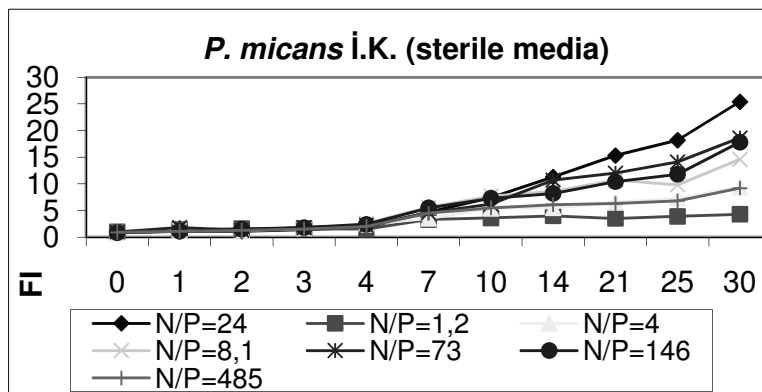 P. micans İ.K. (sterile media)
30
25
20
15
10
5
0
FI
0 1 2 3 4 7 10 14 21 25 30
N/P=24 N/P=1,2 N/P=4
N/P=8,1 N/P=73 N/P=146
N/P=485